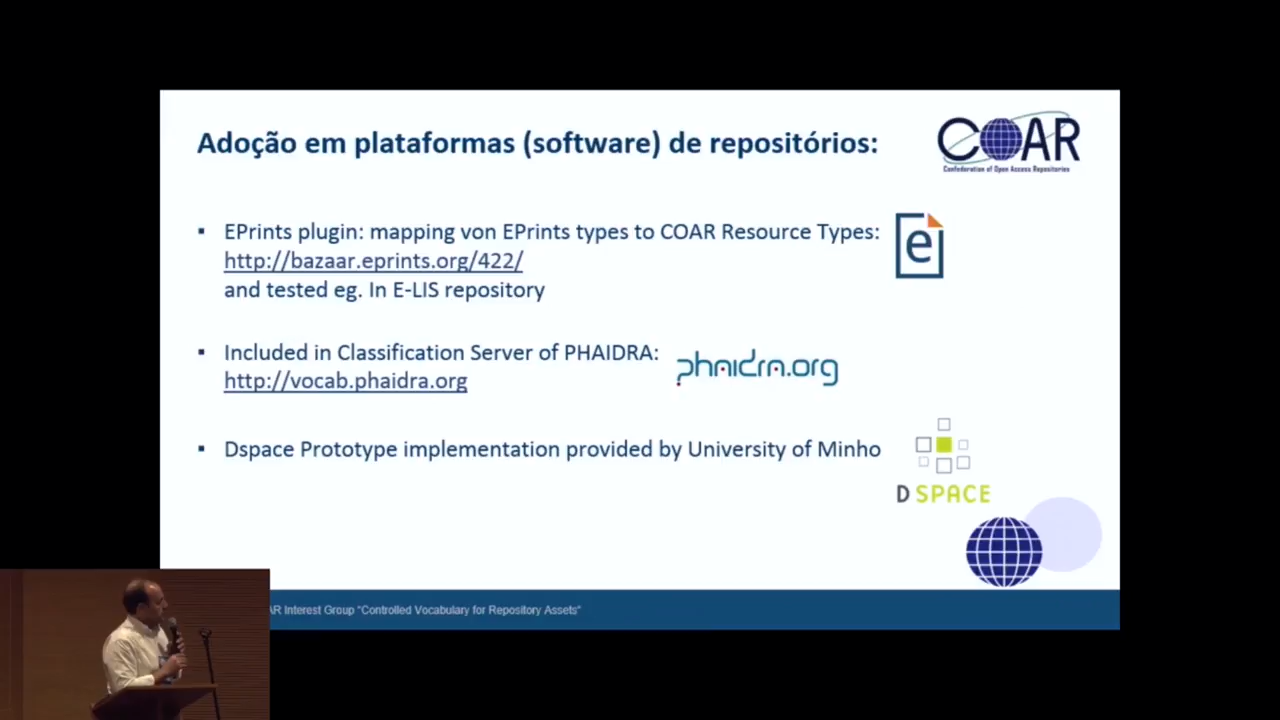 Adoção em plataformas (software) de repositórios:
COAR
Confederation of Open Access Repositories
▪ EPrints plugin: mapping von EPrints types to COAR Resource Types:
http://bazaar.eprints.org/422/
and tested eg. In E-LIS repository
e
▪ Included in Classification Server of PHAIDRA:
http://vocab.phaidra.org
phaidra.org
▪ Dspace Prototype implementation provided by University of Minho
D SPACE
AR Interest Group "Controlled Vocabulary for Repository Assets"